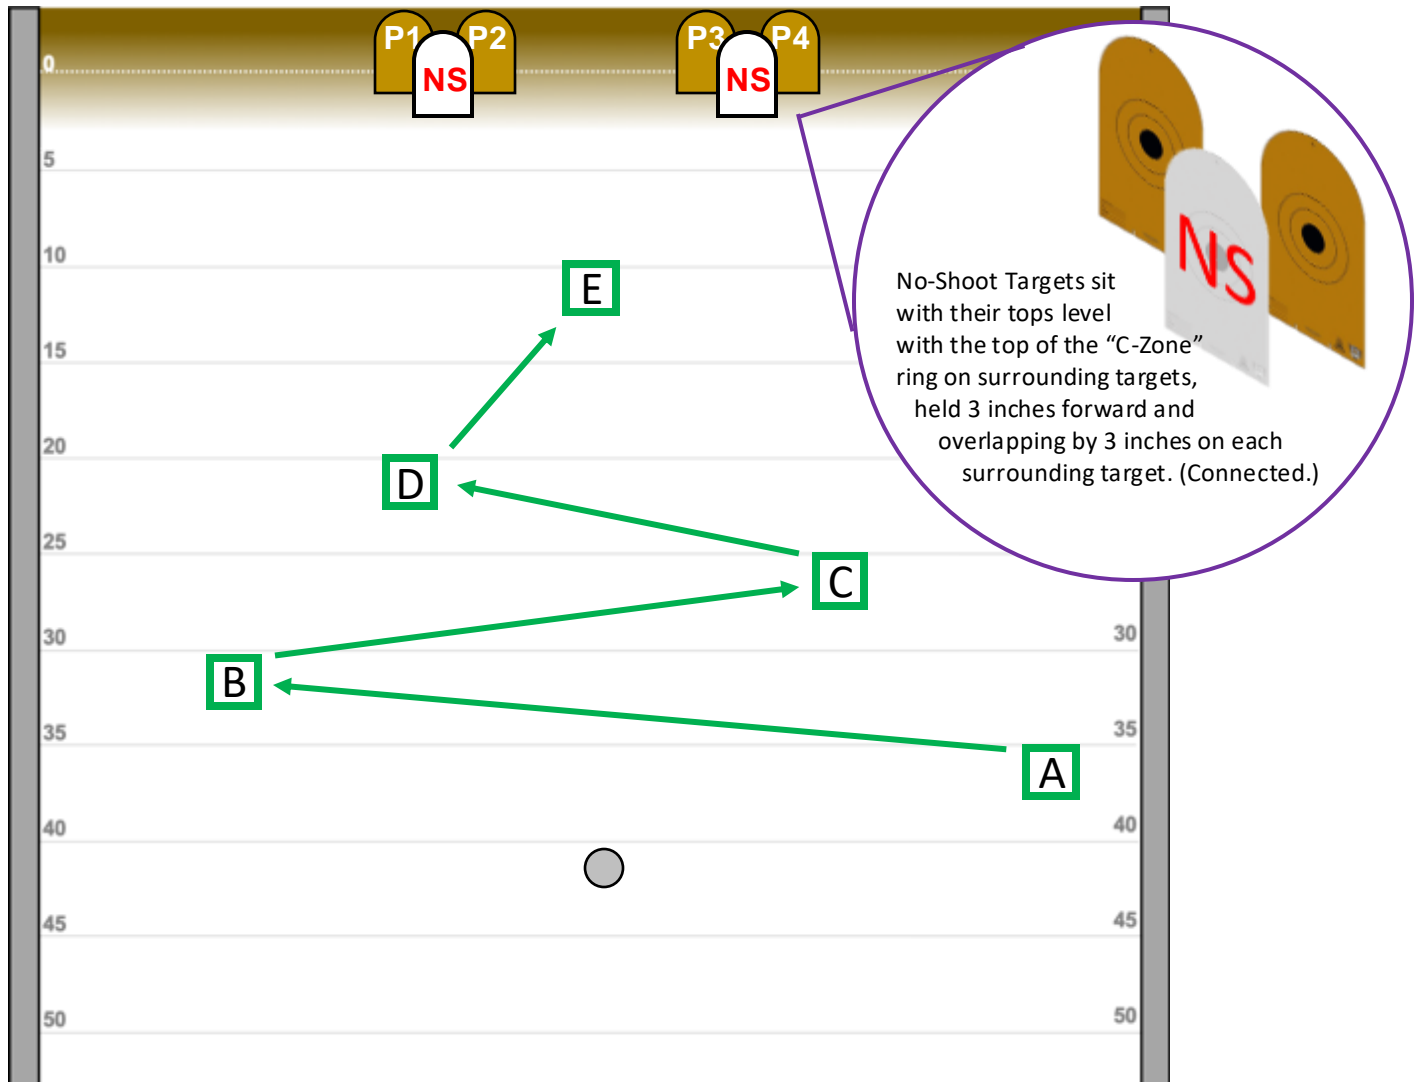 P1 P2 P3 P4
NS NS
0
5
10
E
NS
No-Shoot Targets sit
with their tops level
with the top of the “C-Zone”
ring on surrounding targets,
held 3 inches forward and
overlapping by 3 inches on each
surrounding target. (Connected.)
15
20
D
25
C
30 30
B
35 35
A
40 40
45 45
50 50